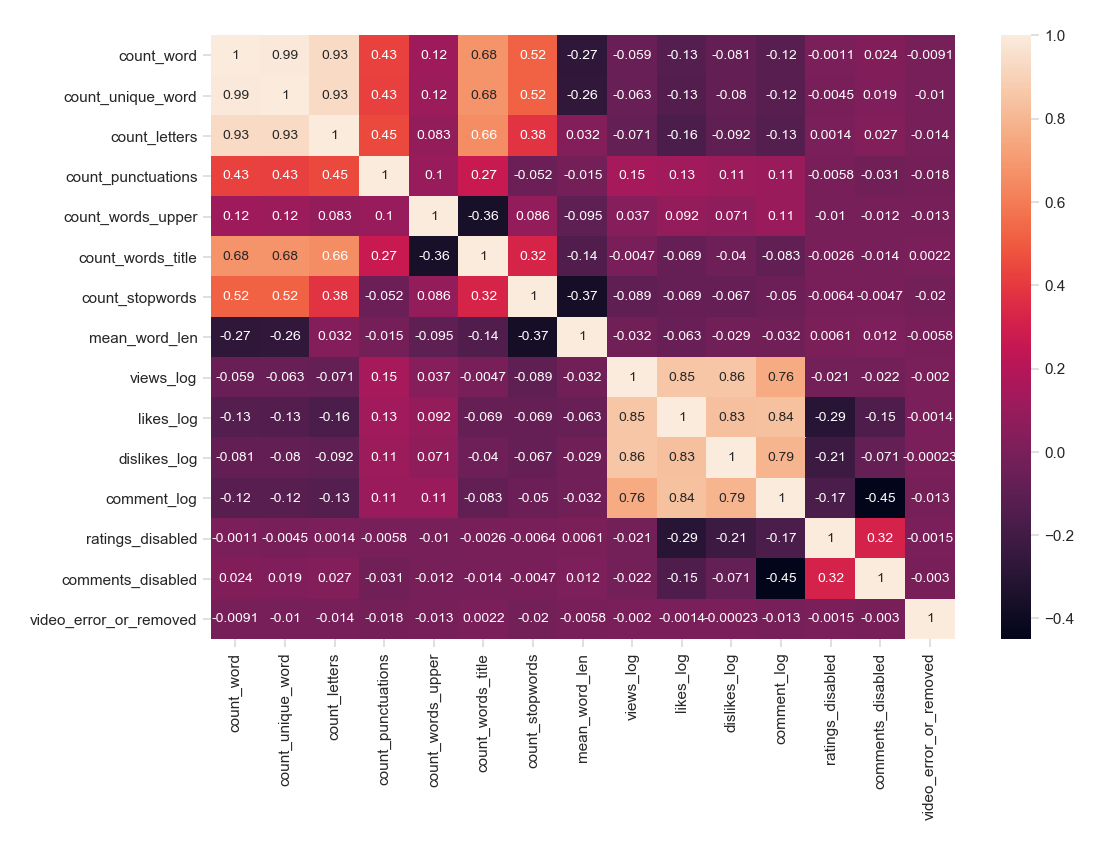 count_word 1 0.99 0.93 0.43 0.12 0.68 0.52 -0.27 -0.059 -0.13 -0.081 -0.12 -0.0011 0.024 -0.0091
count_unique_word 0.99 1 0.93 0.43 0.12 0.68 0.52 -0.26 -0.063 -0.13 -0.08 -0.12 -0.0045 0.019 -0.01
count_letters 0.93 0.93 1 0.45 0.083 0.66 0.38 0.032 -0.071 -0.16 -0.092 -0.13 0.0014 0.027 -0.014
count_punctuations 0.43 0.43 0.45 1 0.1 0.27 -0.052 -0.015 0.15 0.13 0.11 0.11 -0.0058 -0.031 -0.018
count_words_upper 0.12 0.12 0.083 0.1 1 -0.36 0.086 -0.095 0.037 0.092 0.071 0.11 -0.01 -0.012 -0.013
count_words_title 0.68 0.68 0.66 0.27 -0.36 1 0.32 -0.14 -0.0047 -0.069 -0.04 -0.083 -0.0026 -0.014 0.0022
count_stopwords 0.52 0.52 0.38 -0.052 0.086 0.32 1 -0.37 -0.089 -0.069 -0.067 -0.05 -0.0064 -0.0047 -0.02
mean_word_len -0.27 -0.26 0.032 -0.015 -0.095 -0.14 -0.37 1 -0.032 -0.063 -0.029 -0.032 0.0061 0.012 -0.0058
views_log -0.059 -0.063 -0.071 0.15 0.037 -0.0047 -0.089 -0.032 1 0.85 0.86 0.76 -0.021 -0.022 -0.002
likes_log -0.13 -0.13 -0.16 0.13 0.092 -0.069 -0.069 -0.063 0.85 1 0.83 0.84 -0.29 -0.15 -0.0014
dislikes_log -0.081 -0.08 -0.092 0.11 0.071 -0.04 -0.067 -0.029 0.86 0.83 1 0.79 -0.21 -0.071 -0.00023
comment_log -0.12 -0.12 -0.13 0.11 0.11 -0.083 -0.05 -0.032 0.76 0.84 0.79 1 -0.17 -0.45 -0.013
ratings_disabled -0.0011 -0.0045 0.0014 -0.0058 -0.01 -0.0026 -0.0064 0.0061 -0.021 -0.29 -0.21 -0.17 1 0.32 -0.0015
comments_disabled 0.024 0.019 0.027 -0.031 -0.012 -0.014 -0.0047 0.012 -0.022 -0.15 -0.071 -0.45 0.32 1 -0.003
video_error_or_removed -0.0091 -0.01 -0.014 -0.018 -0.013 0.0022 -0.02 -0.0058 -0.002 -0.0014 -0.00023 -0.013 -0.0015 -0.003 1
count_word
count_unique_word
count_letters
count_punctuations
count_words_upper
count_words_title
count_stopwords
mean_word_len
views_log
likes_log
dislikes_log
comment_log
ratings_disabled
comments_disabled
video_error_or_removed
1.0
0.8
0.6
0.4
0.2
0.0
−0.2
−0.4